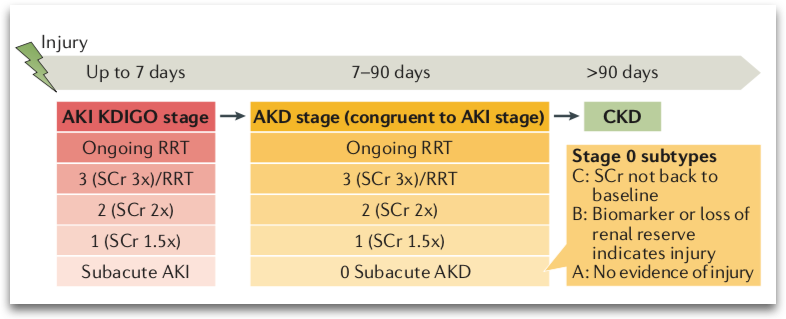 Injury
Up to 7 days
7–90 days
>90 days
AKI KDIGO stage
AKD stage (congruent to AKI stage)
CKD
Ongoing RRT
Ongoing RRT
3 (SCr 3x)/RRT
3 (SCr 3x)/RRT
2 (SCr 2x)
2 (SCr 2x)
1 (SCr 1.5x)
1 (SCr 1.5x)
Subacute AKI
0 Subacute AKD
Stage 0 subtypes
C: SCr not back to
baseline
B: Biomarker or loss of
renal reserve
indicates injury
A: No evidence of injury